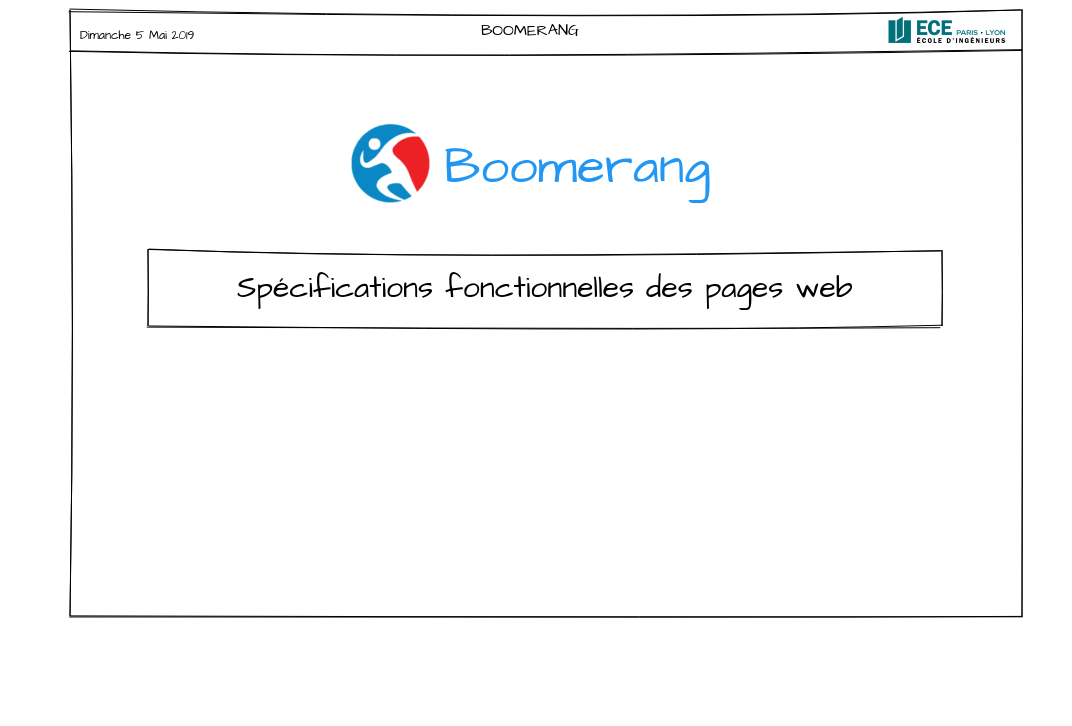 Dimanche 5 Mai 2019
BOOMERANG
ECE PARIS • LYON
ÉCOLE D'INGÉNIEURS
Boomerang
Spécifications fonctionnelles des pages web